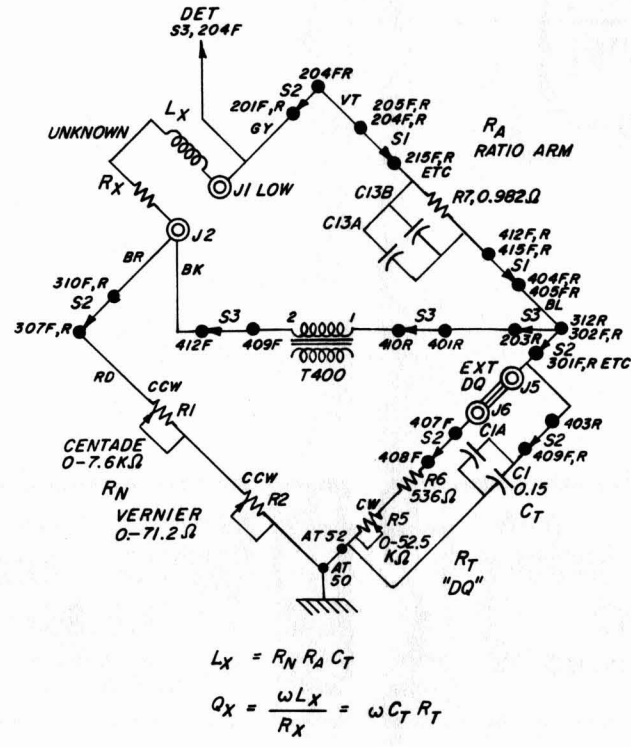 DET
S3, 204F
204FR
S2
201F, R
GY
VT
205F, R
204F, R
S1
215F, R
ETC
LX
UNKNOWN
J1 LOW
RX
J2
RA
RATIO ARM
C13B
C13A
R7, 0.982Ω
412F, R
415F, R
S1
404F, R
405FR
BL
BR
BK
310F, R
S2
307F, R
412F
S3
409F
2
1
T400
410R
S3
401R
S3
203R
312R
302F, R
S2
301F, R ETC
EXT
DQ
J5
J6
RD
CCW
R1
CENTADE
0-7.6KΩ
RN
VERNIER
0-71.2Ω
CCW
R2
407F
S2
408F
C1A
403R
S2
409F, R
C1
0.15
CT
R6
536Ω
CW
R5
0-52.5
KΩ
AT52
AT
50
RT
"DQ"
LX = RN RA CT
QX = ωLX / RX = ωCT RT